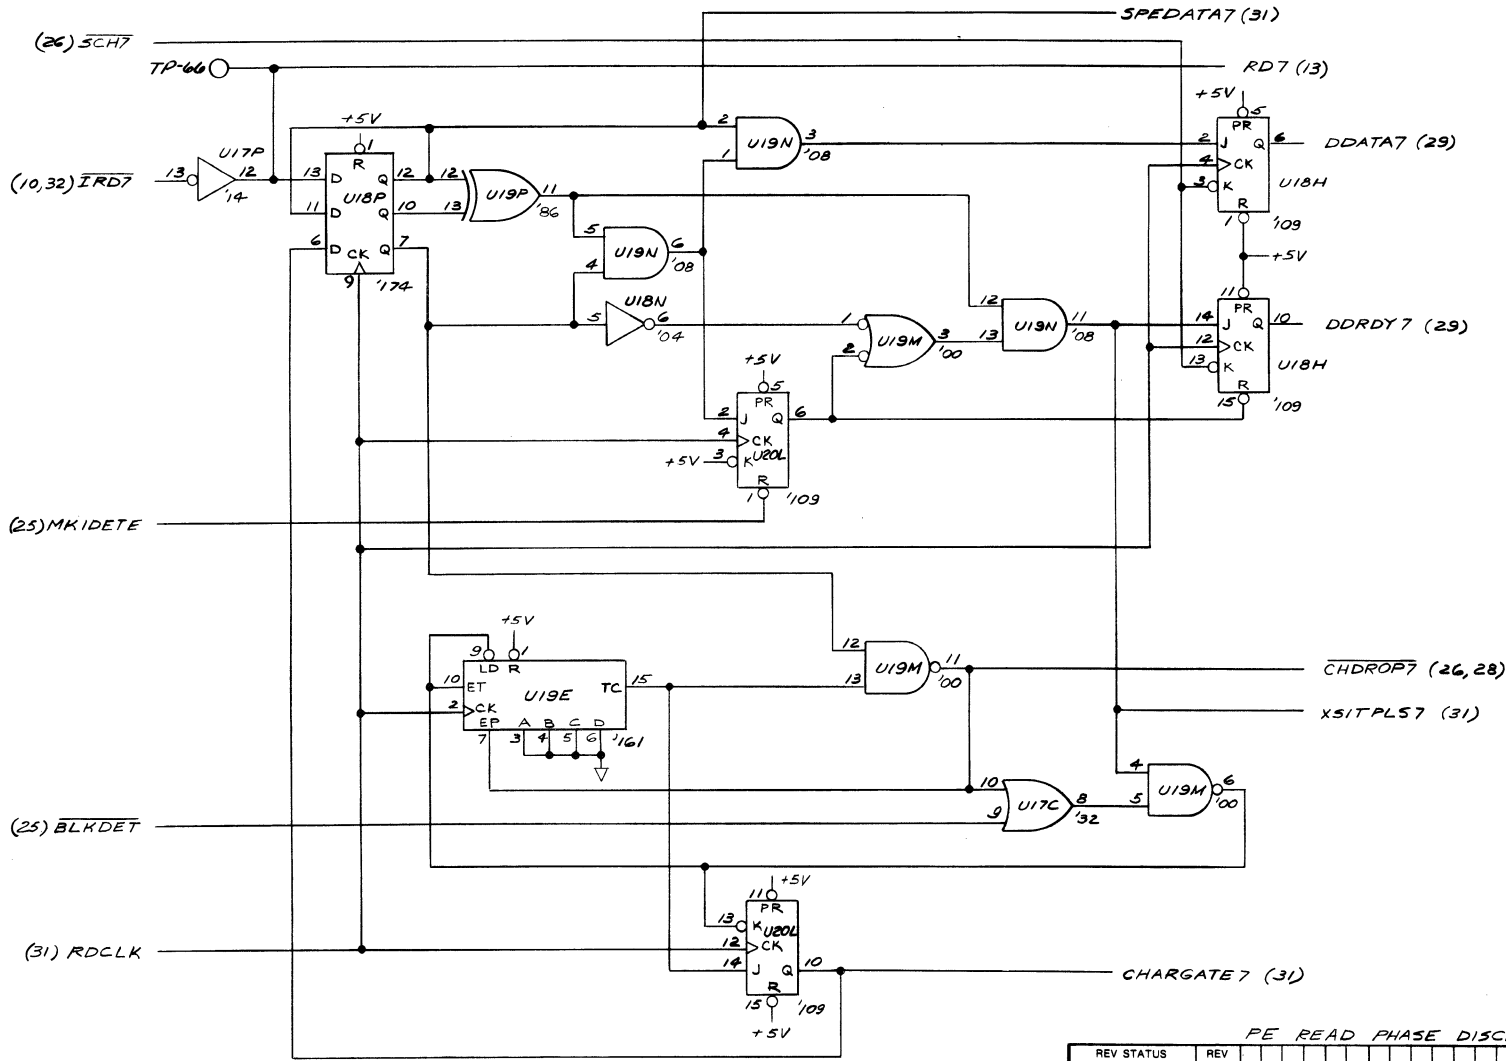 SPEDATA7 (31)
(26) SCH7
TP-66
RD7 (13)
+5V
5
PR
2 J Q 6
DDATA7 (29)
4 CK
3 K
U18H
R
1
'109
+5V
+5V
1
R
U17P
(10,32) IRD7
13 12
'14
13 D Q 12
U18P
11 D Q 10
6 D Q 7
CK
9 '174
12
13
U19P
11
'86
2
1
U19N
3
'08
5
4
U19N
6
'08
U18N
5 6
'04
1
2
U19M
3
'00
12
13
U19N
11
'08
11
PR
14 J Q 10
DDRDY7 (29)
12 CK
13 K
U18H
R
15
'109
+5V
5
PR
2 J Q 6
4 CK
+5V 3 K U20L
R
1 '109
(25) MK1DETE
+5V
9 1
LD R
10 ET
U19E
TC 15
2 CK
EP A B C D
7 3 4 5 6 '161
12
13
U19M
11
'00
CHDROP7 (26,28)
XSITPLS7 (31)
10
9
U17C
8
'32
4
5
U19M
6
'00
(25) BLKDET
+5V
11
PR
13 K U20L
(31) RDCLK
12 CK
14 J Q 10
CHARGATE7 (31)
R
15 '109
+5V
PE READ PHASE DISC
REV STATUS REV